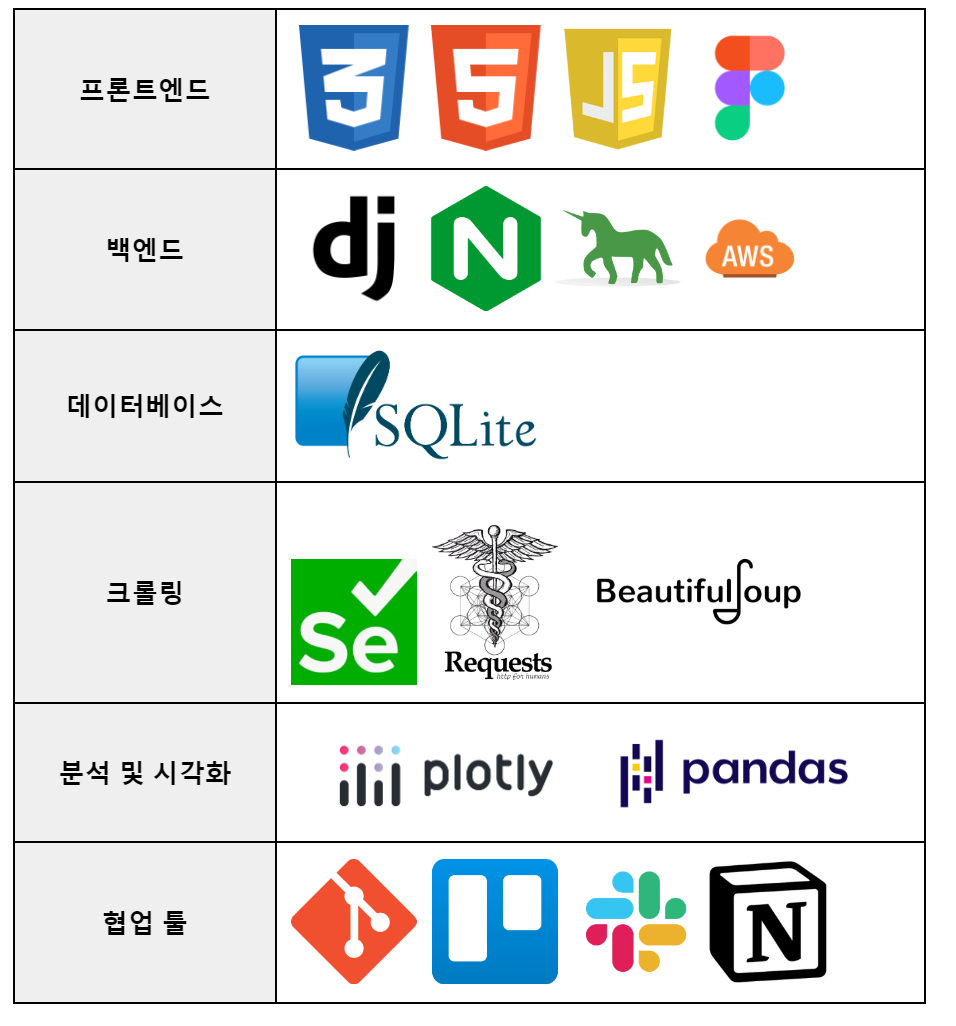 프론트엔드
3
5
JS
백엔드
dj
N
AWS
데이터베이스
SQLite
크롤링
Se
Requests
http for humans
BeautifulSoup
분석 및 시각화
plotly
pandas
협업 툴
N